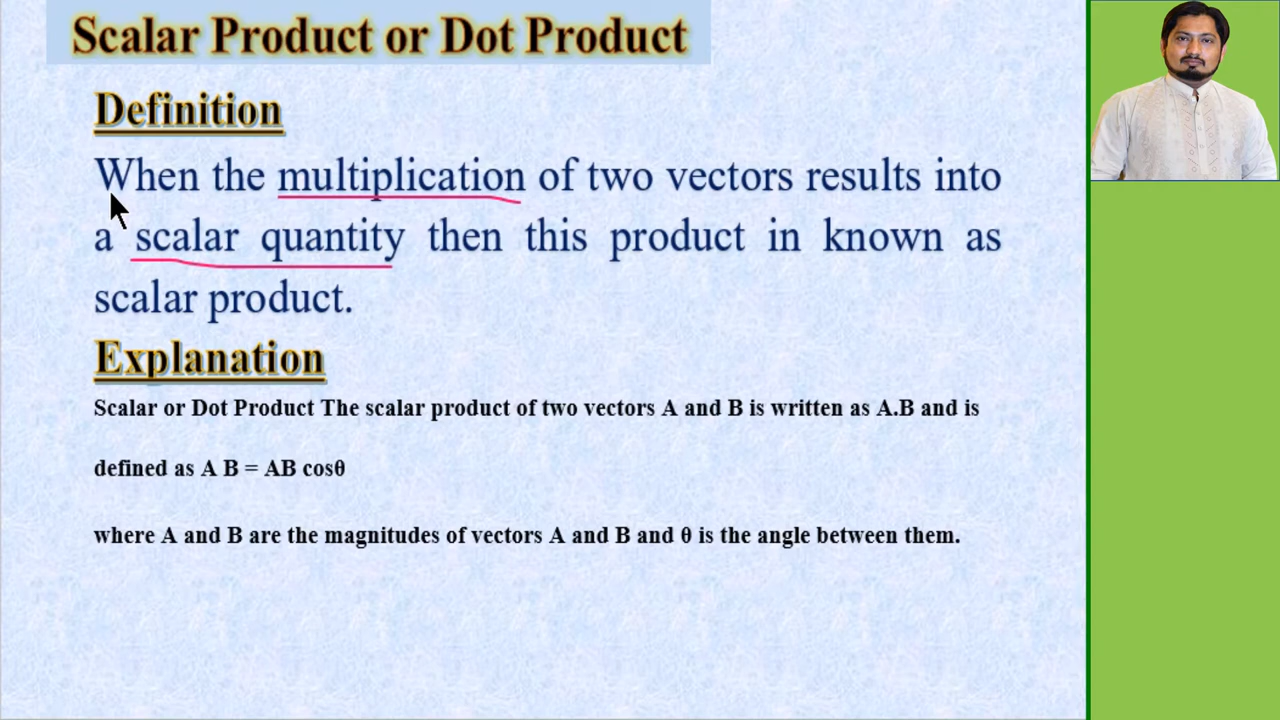 Scalar Product or Dot Product
Definition
When the multiplication of two vectors results into
a scalar quantity then this product in known as
scalar product.
Explanation
Scalar or Dot Product The scalar product of two vectors A and B is written as A.B and is
defined as A B = AB cosθ
where A and B are the magnitudes of vectors A and B and θ is the angle between them.